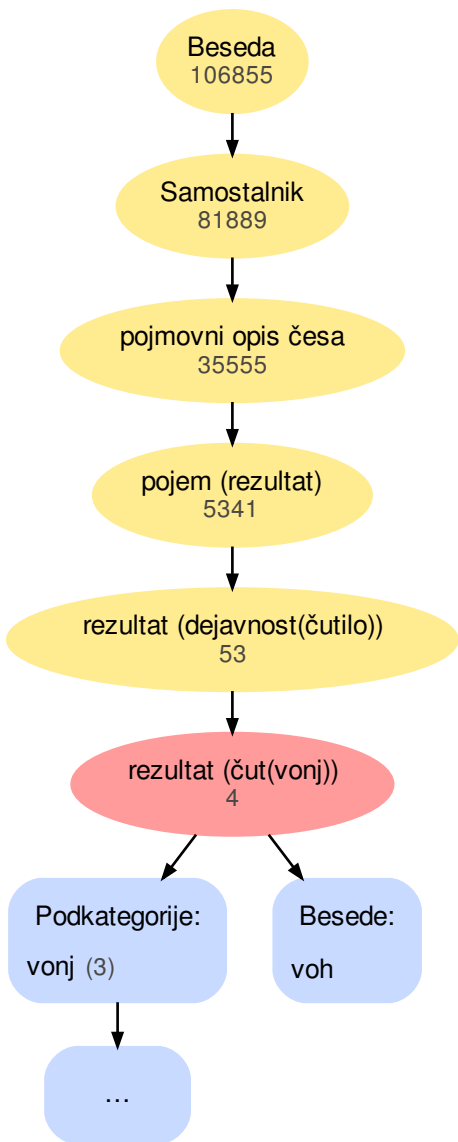 Beseda
106855
Samostalnik
81889
pojmovni opis česa
35555
pojem (rezultat)
5341
rezultat (dejavnost(čutilo))
53
rezultat (čut(vonj))
4
Podkategorije:
vonj (3)
Besede:
voh
...